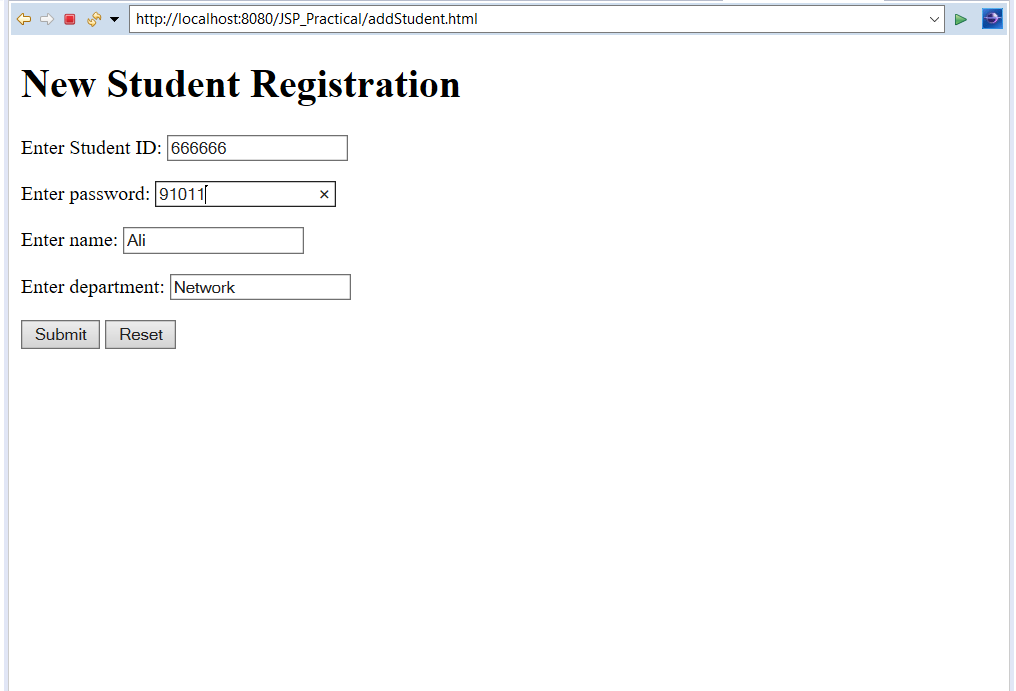 http://localhost:8080/JSP_Practical/addStudent.html
New Student Registration
Enter Student ID: 666666
Enter password: 91011
Enter name: Ali
Enter department: Network
Submit Reset